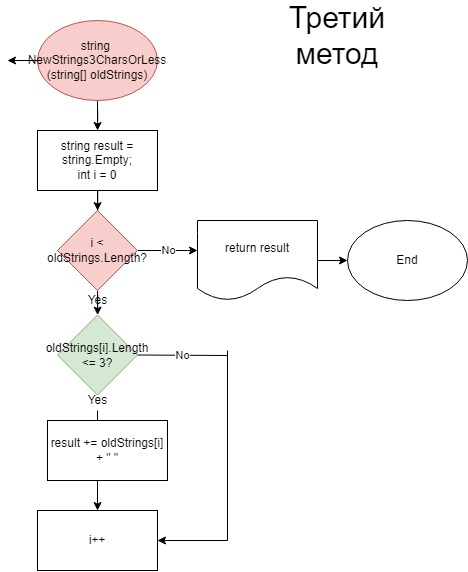 Третий
метод
string
NewStrings3CharsOrLess
(string[] oldStrings)
string result =
string.Empty;
int i = 0
i <
oldStrings.Length?
No
return result
End
Yes
oldStrings[i].Length
<= 3?
No
Yes
result += oldStrings[i]
+ " "
i++